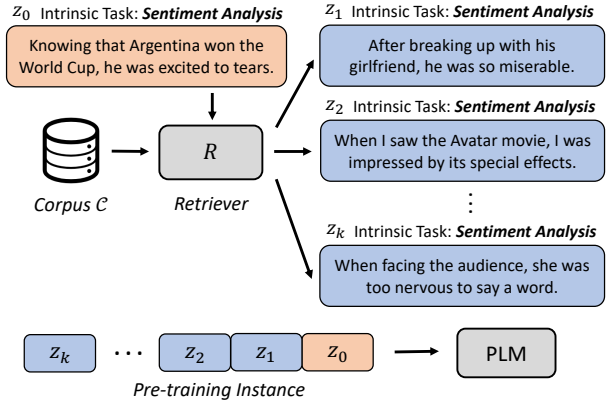 z₀ Intrinsic Task: Sentiment Analysis
Knowing that Argentina won the
World Cup, he was excited to tears.
Corpus 𝒞
R
Retriever
z₁ Intrinsic Task: Sentiment Analysis
After breaking up with his
girlfriend, he was so miserable.
z₂ Intrinsic Task: Sentiment Analysis
When I saw the Avatar movie, I was
impressed by its special effects.
⋮
zₖ Intrinsic Task: Sentiment Analysis
When facing the audience, she was
too nervous to say a word.
zₖ ⋯ z₂ z₁ z₀
PLM
Pre-training Instance